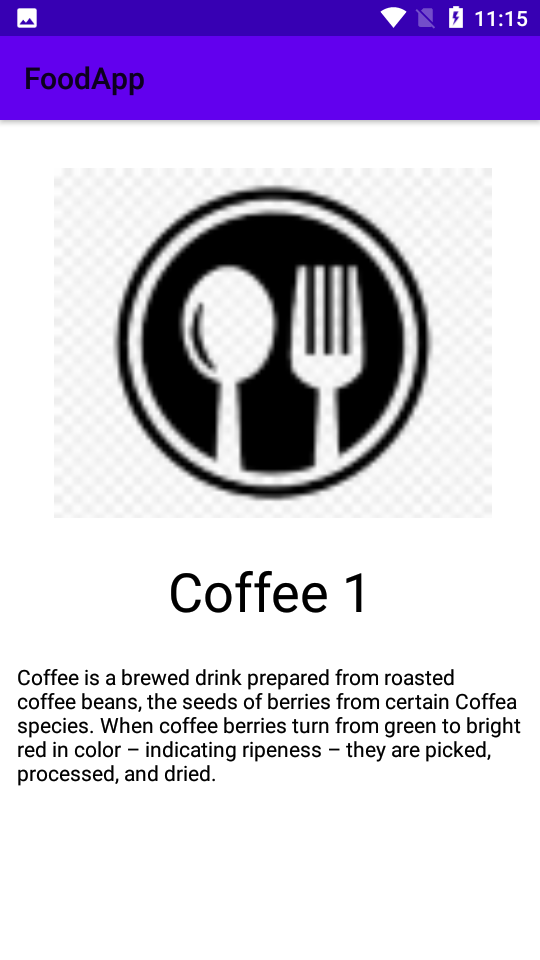 11:15
FoodApp
Coffee 1
Coffee is a brewed drink prepared from roasted
coffee beans, the seeds of berries from certain Coffea
species. When coffee berries turn from green to bright
red in color – indicating ripeness – they are picked,
processed, and dried.